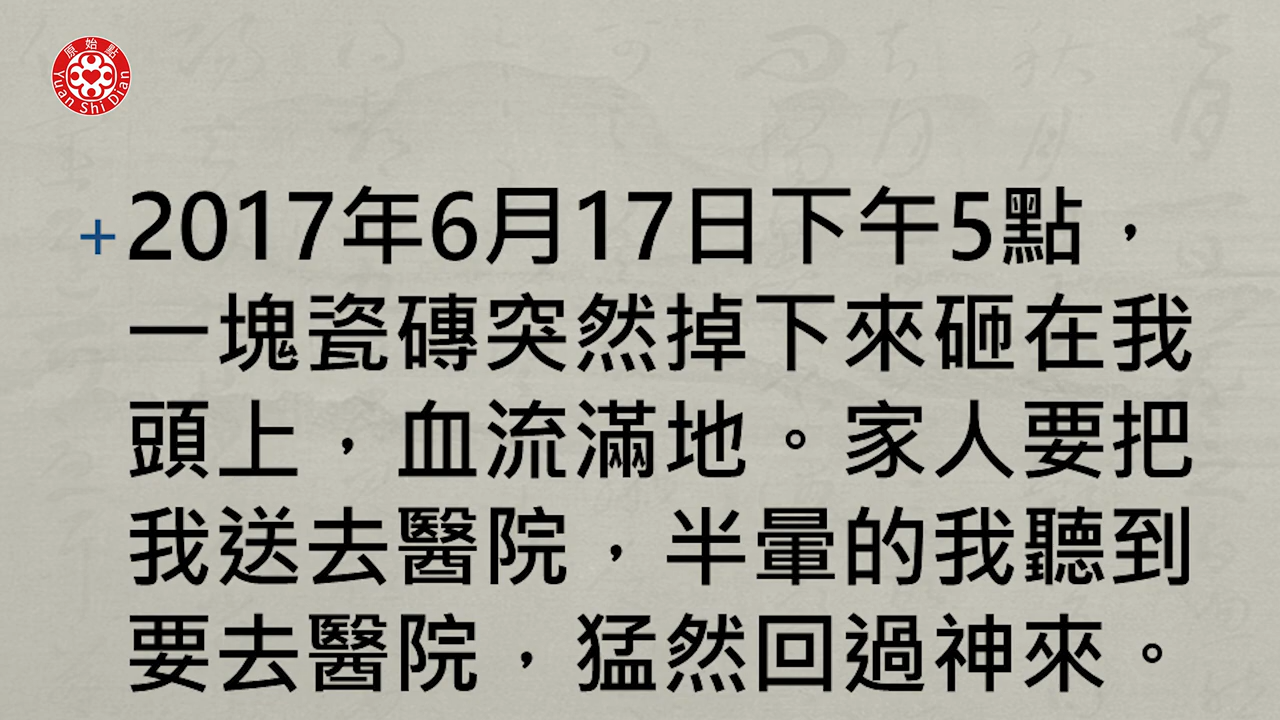 原始點
Yuan Shi Dian
+2017年6月17日下午5點，
一塊瓷磚突然掉下來砸在我
頭上，血流滿地。家人要把
我送去醫院，半暈的我聽到
要去醫院，猛然回過神來。